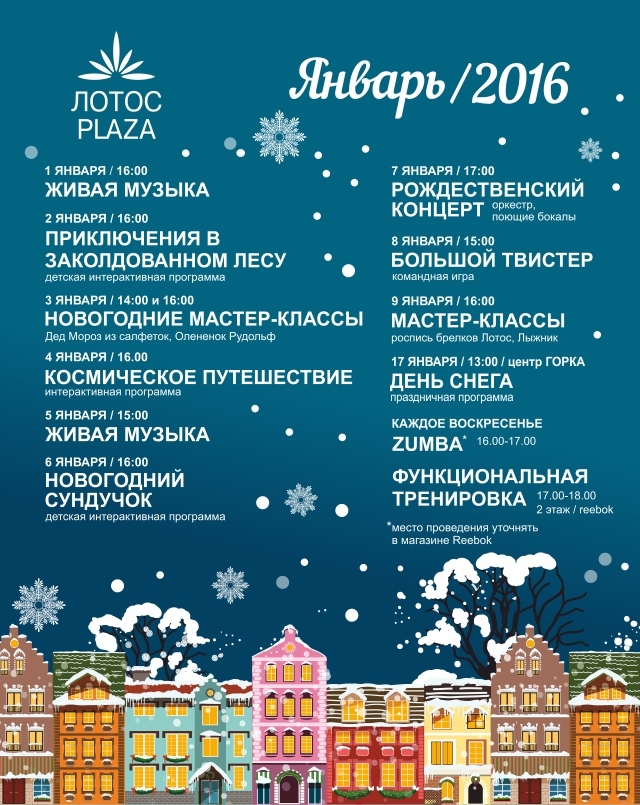 ЛОТОС
PLAZA
Январь / 2016
1 ЯНВАРЯ / 16:00
ЖИВАЯ МУЗЫКА
2 ЯНВАРЯ / 16:00
ПРИКЛЮЧЕНИЯ В
ЗАКОЛДОВАННОМ ЛЕСУ
детская интерактивная программа
3 ЯНВАРЯ / 14:00 и 16:00
НОВОГОДНИЕ МАСТЕР-КЛАССЫ
Дед Мороз из салфеток, Олененок Рудольф
4 ЯНВАРЯ / 16.00
КОСМИЧЕСКОЕ ПУТЕШЕСТВИЕ
интерактивная программа
5 ЯНВАРЯ / 15:00
ЖИВАЯ МУЗЫКА
6 ЯНВАРЯ / 16:00
НОВОГОДНИЙ
СУНДУЧОК
детская интерактивная программа
7 ЯНВАРЯ / 17:00
РОЖДЕСТВЕНСКИЙ
КОНЦЕРТ оркестр,
поющие бокалы
8 ЯНВАРЯ / 15:00
БОЛЬШОЙ ТВИСТЕР
командная игра
9 ЯНВАРЯ / 16:00
МАСТЕР-КЛАССЫ
роспись брелков Лотос, Лыжник
17 ЯНВАРЯ / 13:00 / центр ГОРКА
ДЕНЬ СНЕГА
праздничная программа
КАЖДОЕ ВОСКРЕСЕНЬЕ
ZUMBA* 16.00-17.00
ФУНКЦИОНАЛЬНАЯ
ТРЕНИРОВКА 17.00-18.00
2 этаж / reebok
*место проведения уточнять
в магазине Reebok